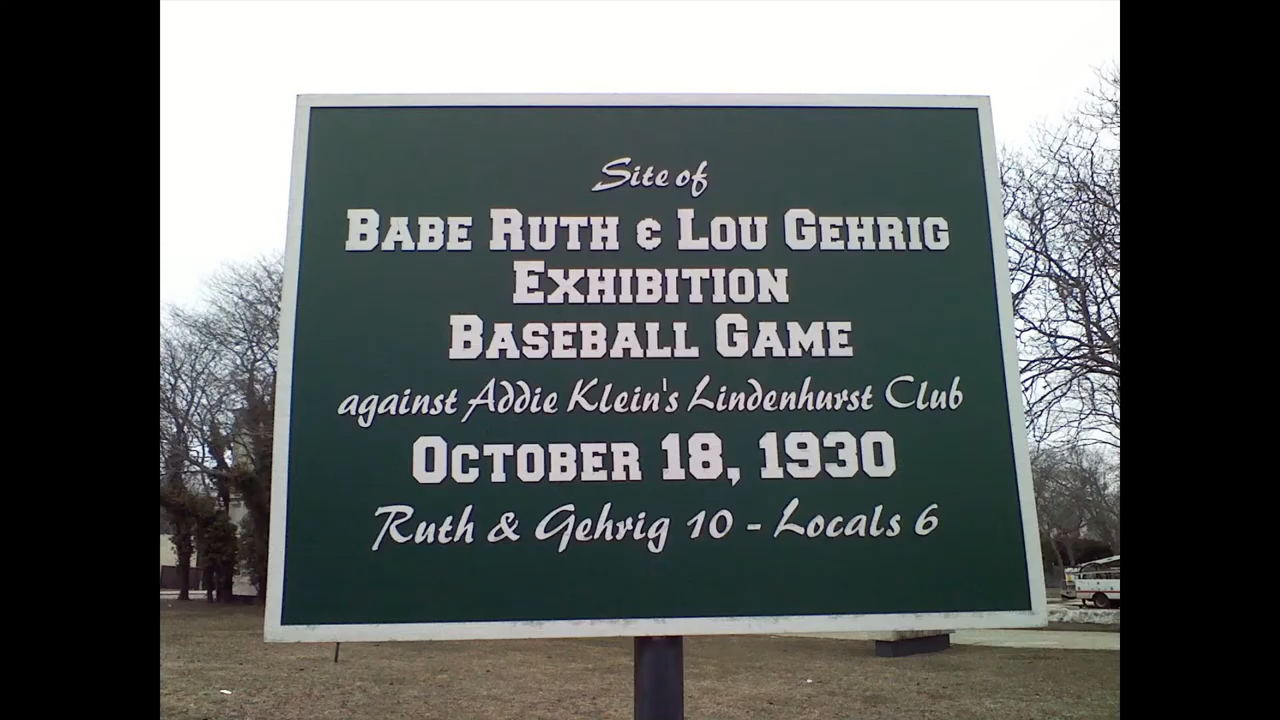 Site of
BABE RUTH & LOU GEHRIG
EXHIBITION
BASEBALL GAME
against Addie Klein's Lindenhurst Club
OCTOBER 18, 1930
Ruth & Gehrig 10 - Locals 6